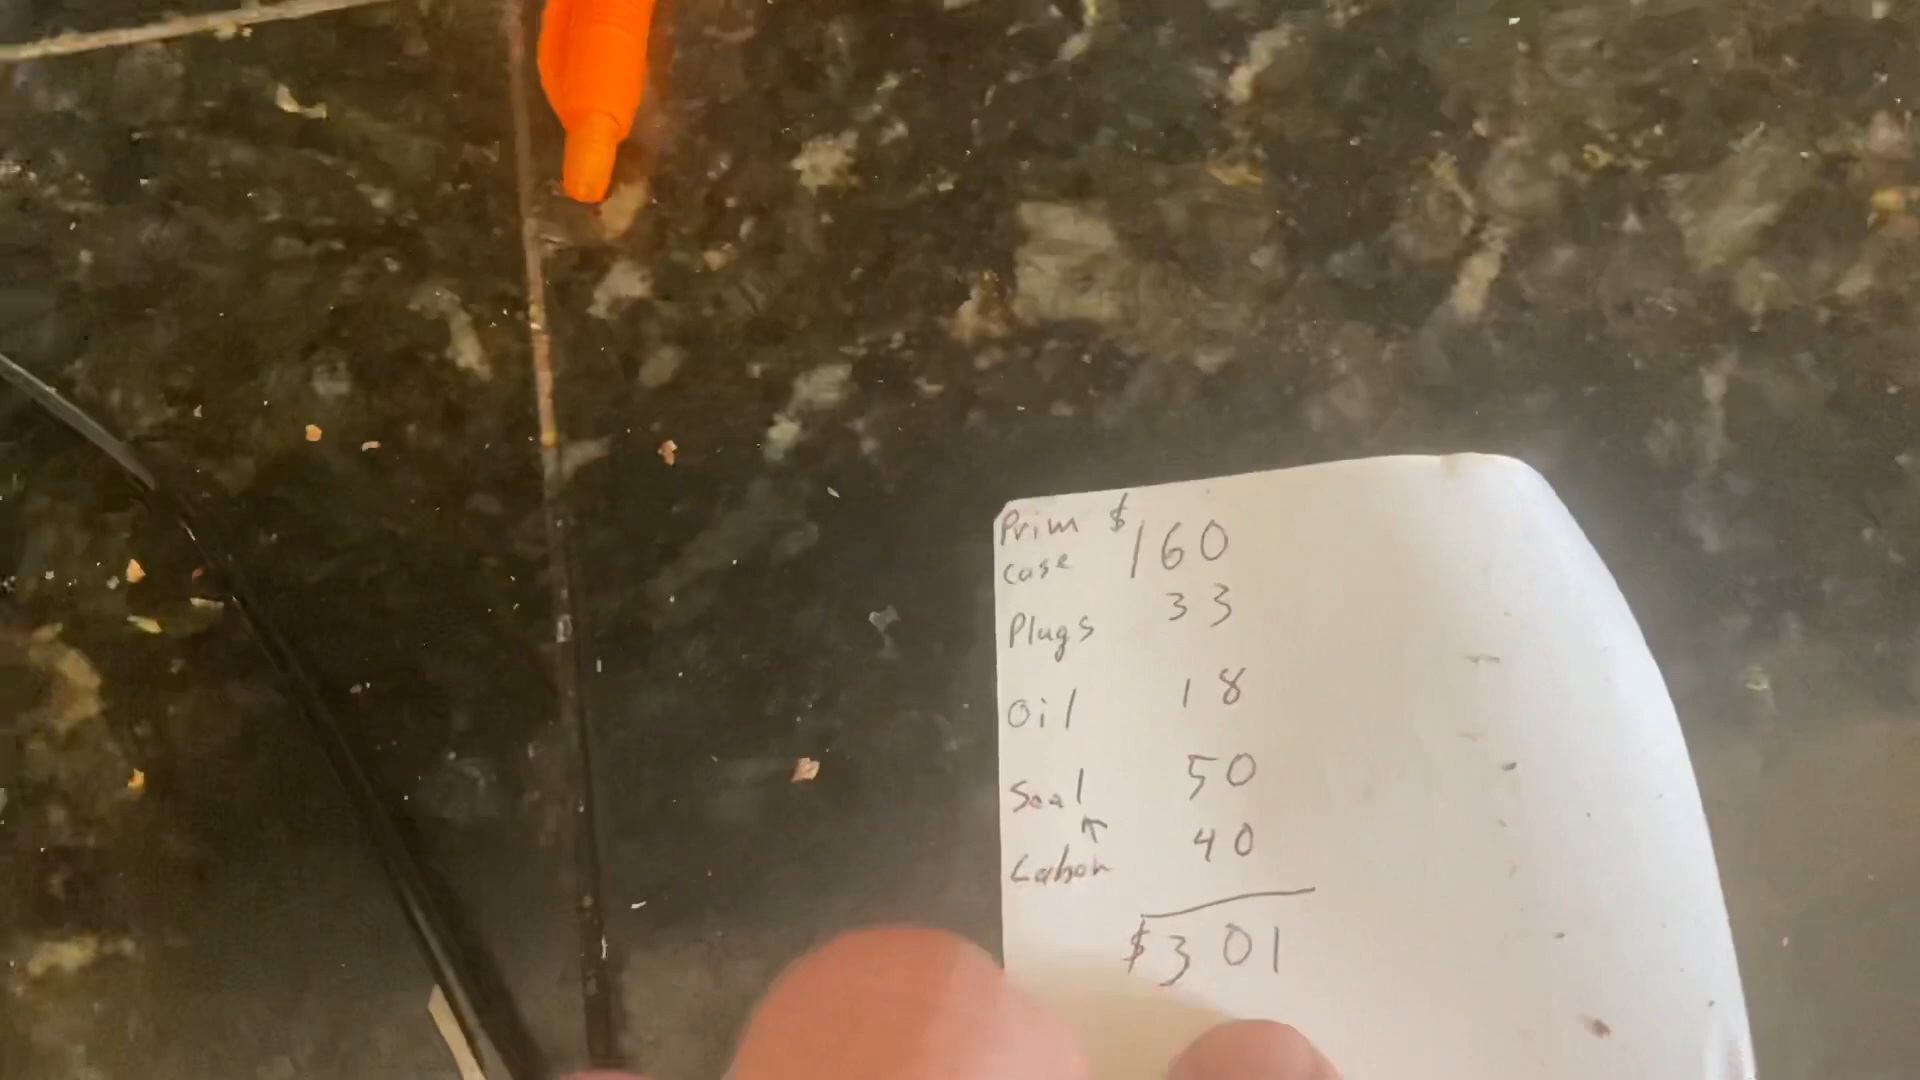 Prim $
case 160
Plugs 33
Oil 18
Seal 50
↑
Labor 40
$301